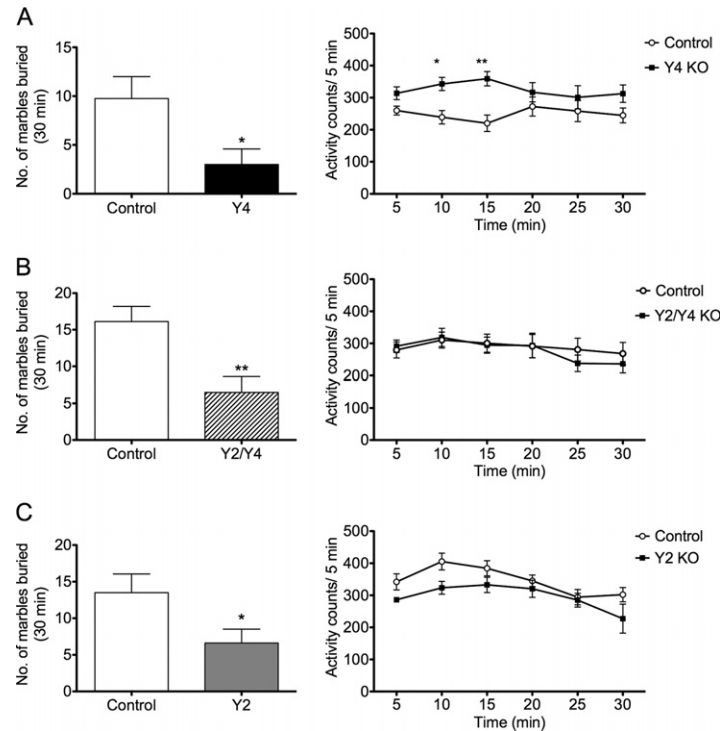 A
No. of marbles buried
(30 min)
15
10
5
0
*
Control
Y4
Activity counts/ 5 min
500
400
300
200
100
0
*
**
5
10
15
20
25
30
Time (min)
Control
Y4 KO
B
No. of marbles buried
(30 min)
20
15
10
5
0
**
Control
Y2/Y4
Activity counts/ 5 min
500
400
300
200
100
0
5
10
15
20
25
30
Time (min)
Control
Y2/Y4 KO
C
No. of marbles buried
(30 min)
20
15
10
5
0
*
Control
Y2
Activity counts/ 5 min
500
400
300
200
100
0
5
10
15
20
25
30
Time (min)
Control
Y2 KO